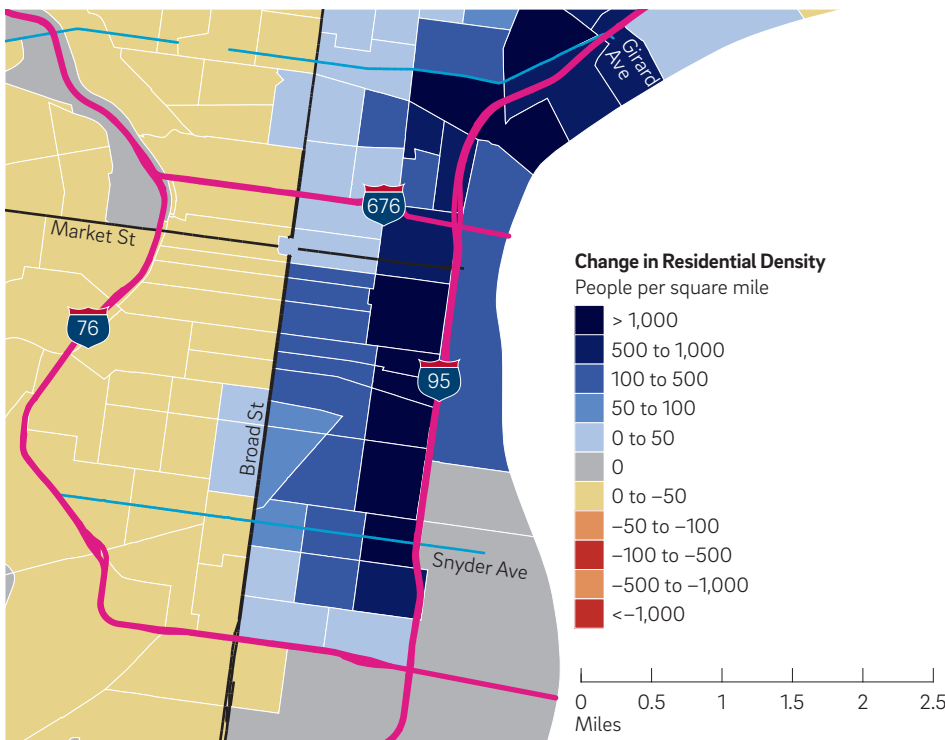 Girard
Ave
676
Market St
76
95
Broad St
Snyder Ave
Change in Residential Density
People per square mile
> 1,000
500 to 1,000
100 to 500
50 to 100
0 to 50
0
0 to –50
–50 to –100
–100 to –500
–500 to –1,000
<–1,000
0 0.5 1 1.5 2 2.5
Miles